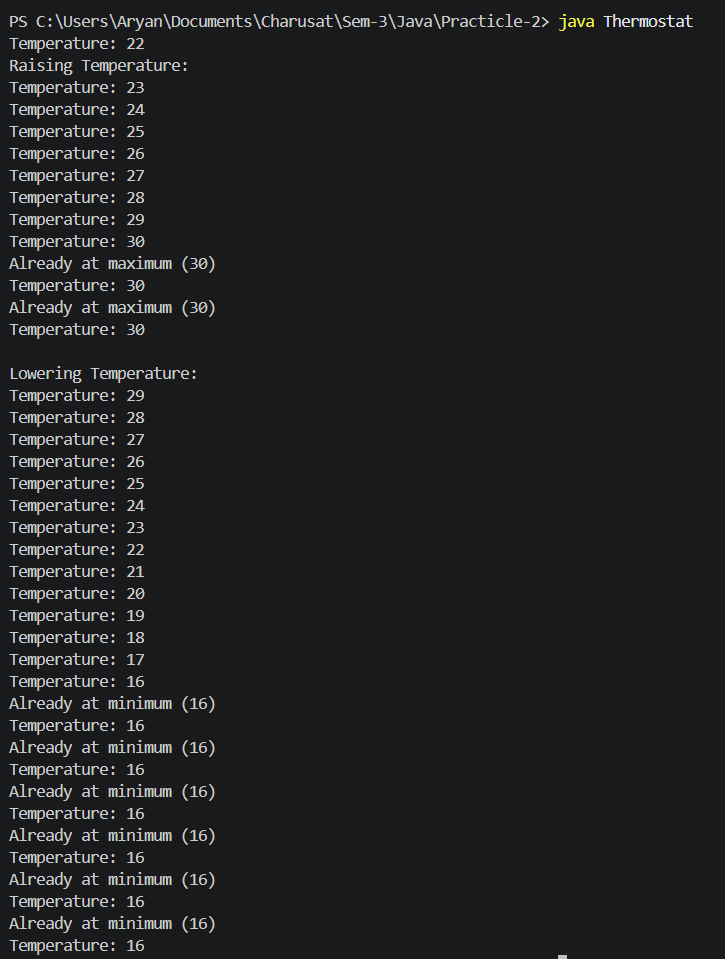 PS C:\Users\Aryan\Documents\Charusat\Sem-3\Java\Practicle-2> java Thermostat
Temperature: 22
Raising Temperature:
Temperature: 23
Temperature: 24
Temperature: 25
Temperature: 26
Temperature: 27
Temperature: 28
Temperature: 29
Temperature: 30
Already at maximum (30)
Temperature: 30
Already at maximum (30)
Temperature: 30

Lowering Temperature:
Temperature: 29
Temperature: 28
Temperature: 27
Temperature: 26
Temperature: 25
Temperature: 24
Temperature: 23
Temperature: 22
Temperature: 21
Temperature: 20
Temperature: 19
Temperature: 18
Temperature: 17
Temperature: 16
Already at minimum (16)
Temperature: 16
Already at minimum (16)
Temperature: 16
Already at minimum (16)
Temperature: 16
Already at minimum (16)
Temperature: 16
Already at minimum (16)
Temperature: 16
Already at minimum (16)
Temperature: 16